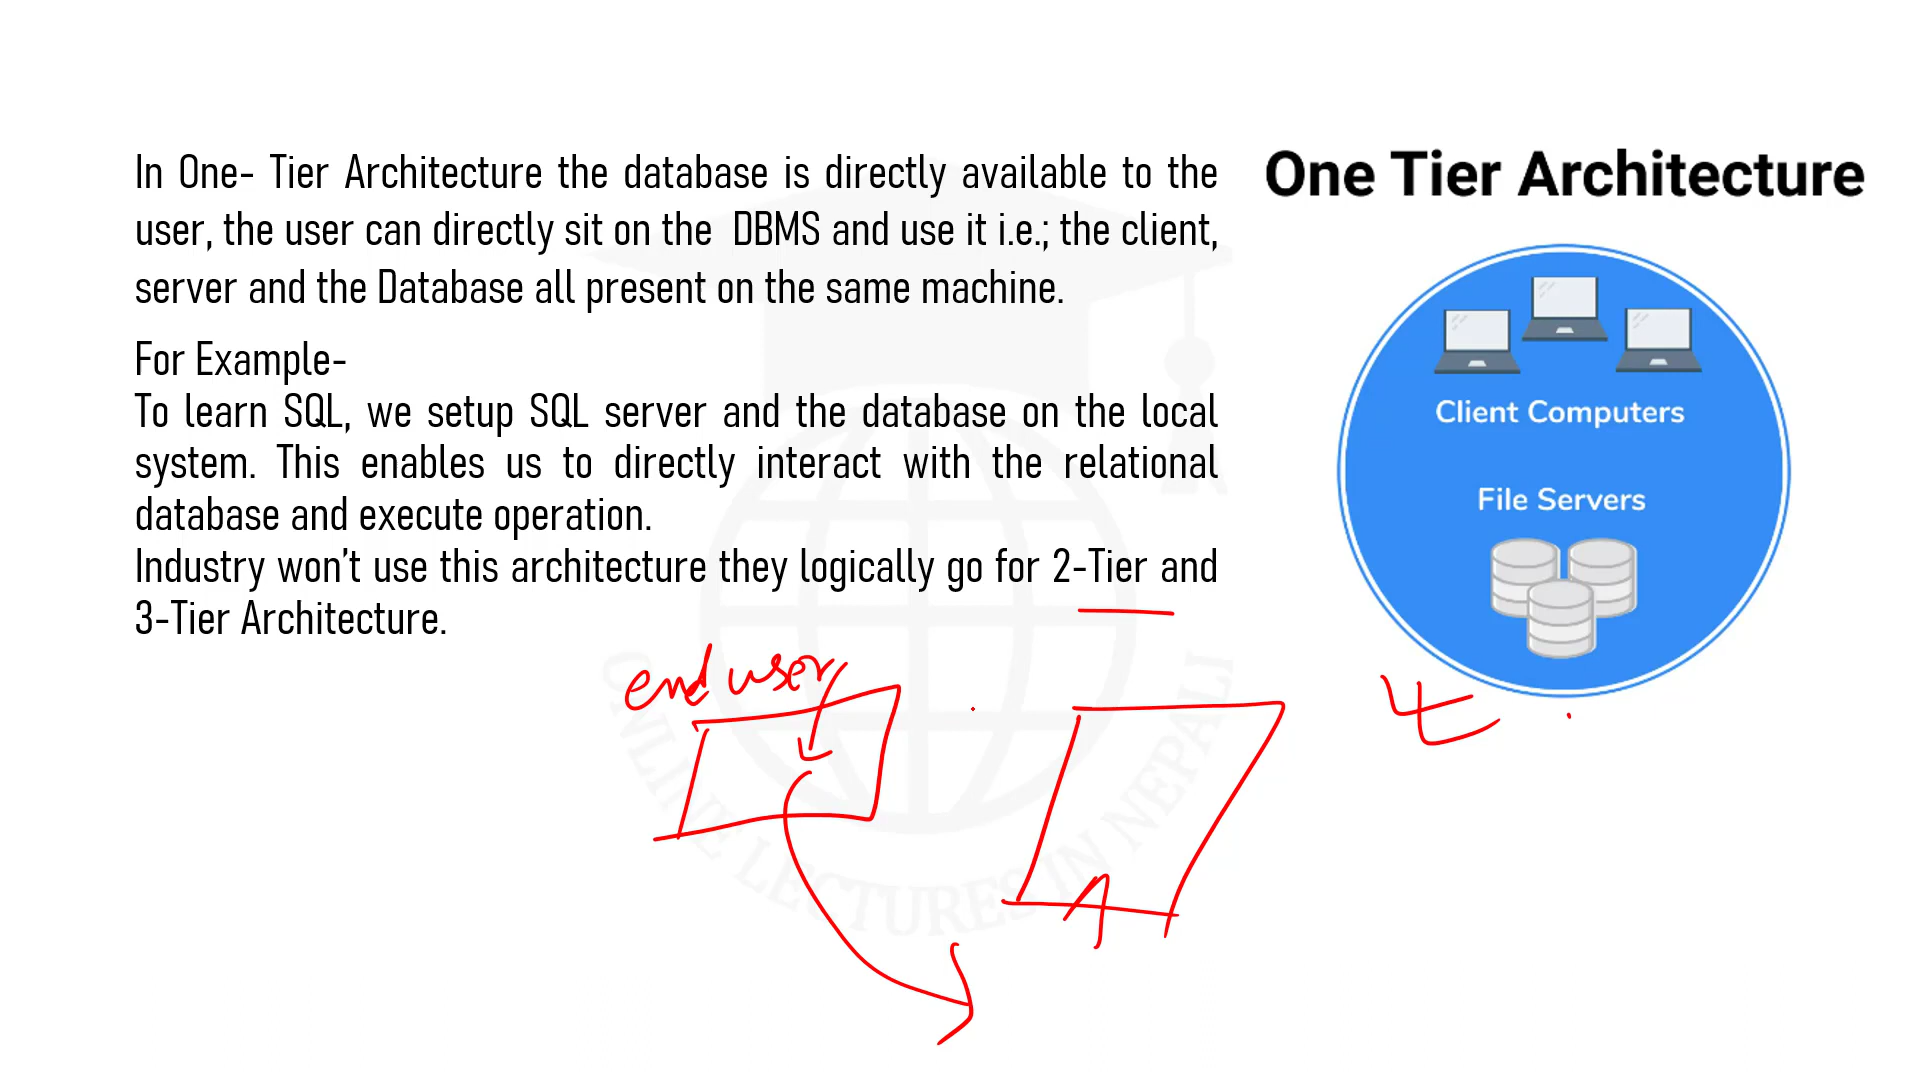 In One- Tier Architecture the database is directly available to the
user, the user can directly sit on the DBMS and use it i.e.; the client,
server and the Database all present on the same machine.
For Example-
To learn SQL, we setup SQL server and the database on the local
system. This enables us to directly interact with the relational
database and execute operation.
Industry won't use this architecture they logically go for 2-Tier and
3-Tier Architecture.
end user
One Tier Architecture
Client Computers
File Servers
ONLINE LECTURES IN NEPALI